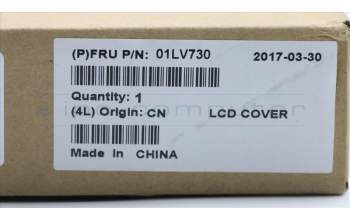 (P)FRU P/N: 01LV730 2017-03-30
Quantity: 1
(4L) Origin: CN LCD COVER
Made In CHINA